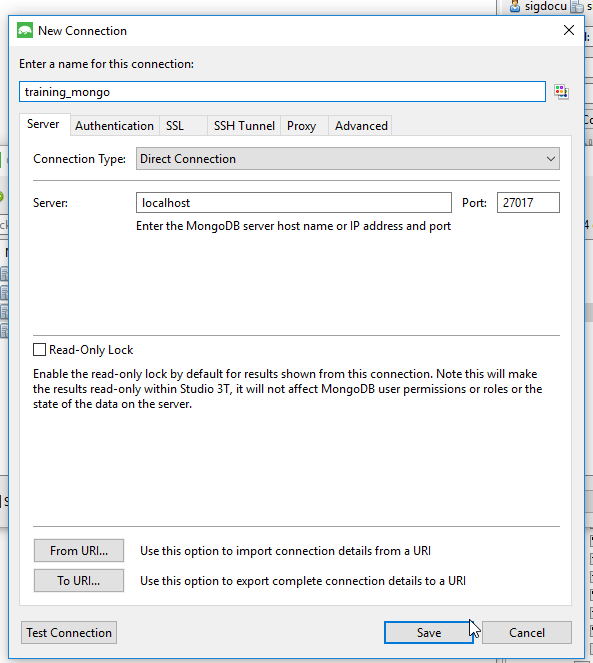 sigdocu
New Connection
Enter a name for this connection:
training_mongo
Server Authentication SSL SSH Tunnel Proxy Advanced
Connection Type: Direct Connection
Server: localhost Port: 27017
Enter the MongoDB server host name or IP address and port
Read-Only Lock
Enable the read-only lock by default for results shown from this connection. Note this will make
the results read-only within Studio 3T, it will not affect MongoDB user permissions or roles or the
state of the data on the server.
From URI... Use this option to import connection details from a URI
To URI... Use this option to export complete connection details to a URI
Test Connection Save Cancel